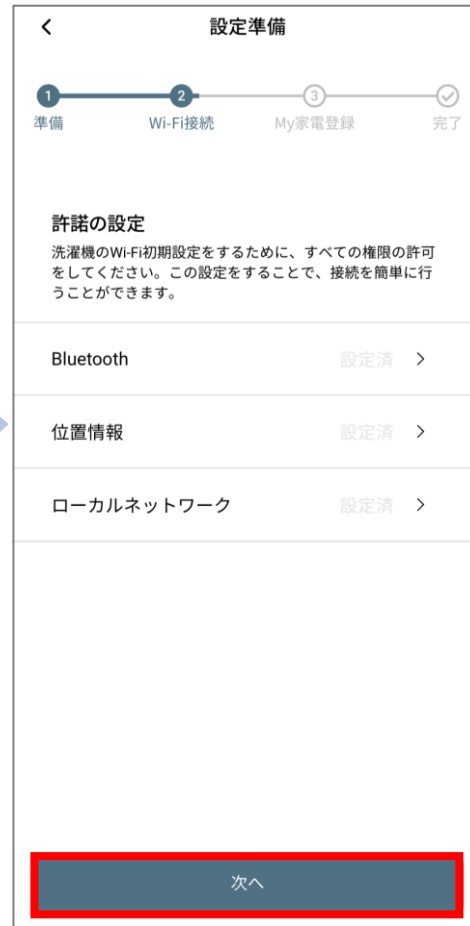 設定準備
1 2 3
準備 Wi-Fi接続 My家電登録 完了
許諾の設定
洗濯機のWi-Fi初期設定をするために、すべての権限の許可
をしてください。この設定をすることで、接続を簡単に行
うことができます。
Bluetooth 設定済
位置情報 設定済
ローカルネットワーク 設定済
次へ